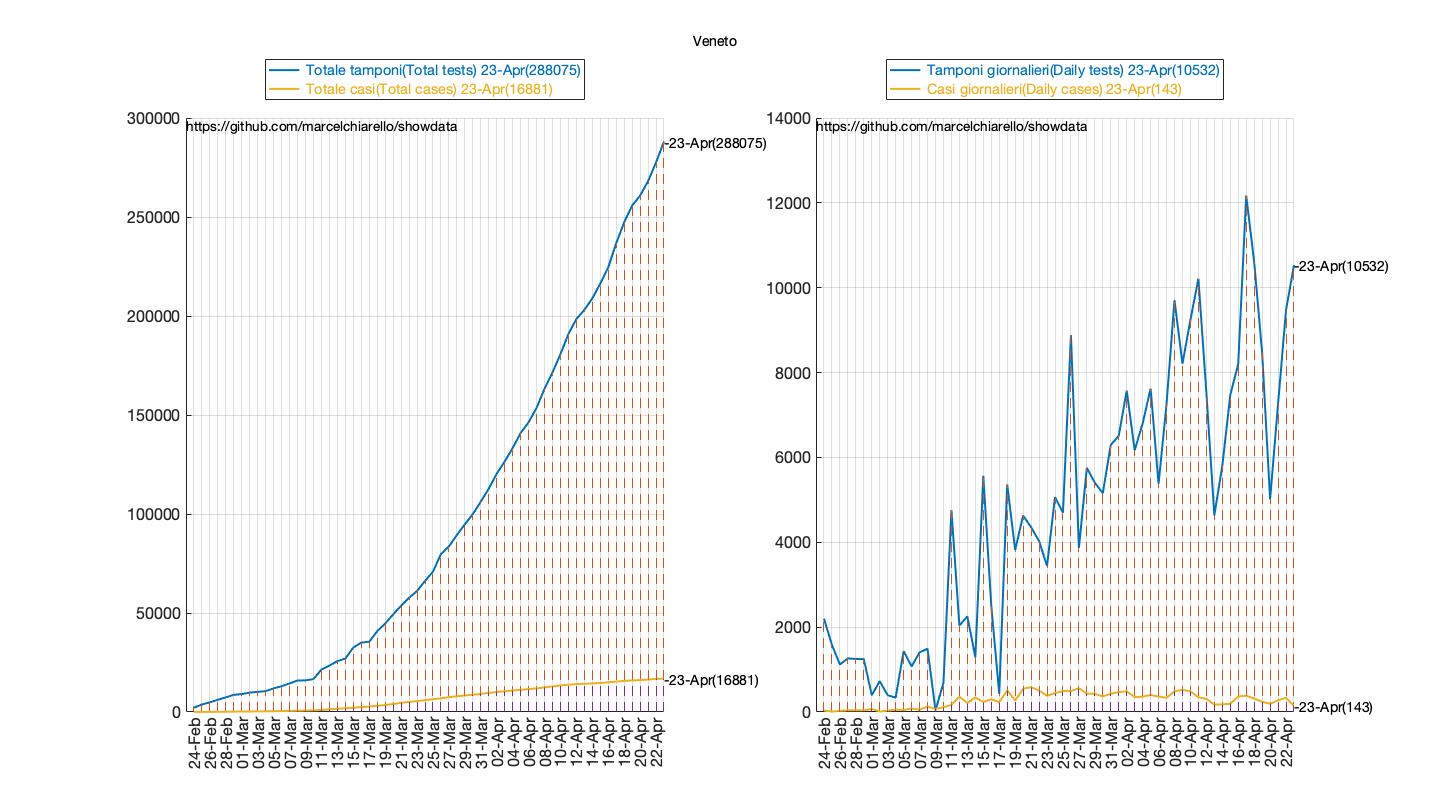 Veneto
Totale tamponi(Total tests) 23-Apr(288075)
Totale casi(Total cases) 23-Apr(16881)
300000
250000
200000
150000
100000
50000
0
https://github.com/marcelchiarello/showdata
23-Apr(288075)
23-Apr(16881)
24-Feb
26-Feb
28-Feb
01-Mar
03-Mar
05-Mar
07-Mar
09-Mar
11-Mar
13-Mar
15-Mar
17-Mar
19-Mar
21-Mar
23-Mar
25-Mar
27-Mar
29-Mar
31-Mar
02-Apr
04-Apr
06-Apr
08-Apr
10-Apr
12-Apr
14-Apr
16-Apr
18-Apr
20-Apr
22-Apr
Tamponi giornalieri(Daily tests) 23-Apr(10532)
Casi giornalieri(Daily cases) 23-Apr(143)
14000
12000
10000
8000
6000
4000
2000
0
https://github.com/marcelchiarello/showdata
23-Apr(10532)
23-Apr(143)
24-Feb
26-Feb
28-Feb
01-Mar
03-Mar
05-Mar
07-Mar
09-Mar
11-Mar
13-Mar
15-Mar
17-Mar
19-Mar
21-Mar
23-Mar
25-Mar
27-Mar
29-Mar
31-Mar
02-Apr
04-Apr
06-Apr
08-Apr
10-Apr
12-Apr
14-Apr
16-Apr
18-Apr
20-Apr
22-Apr